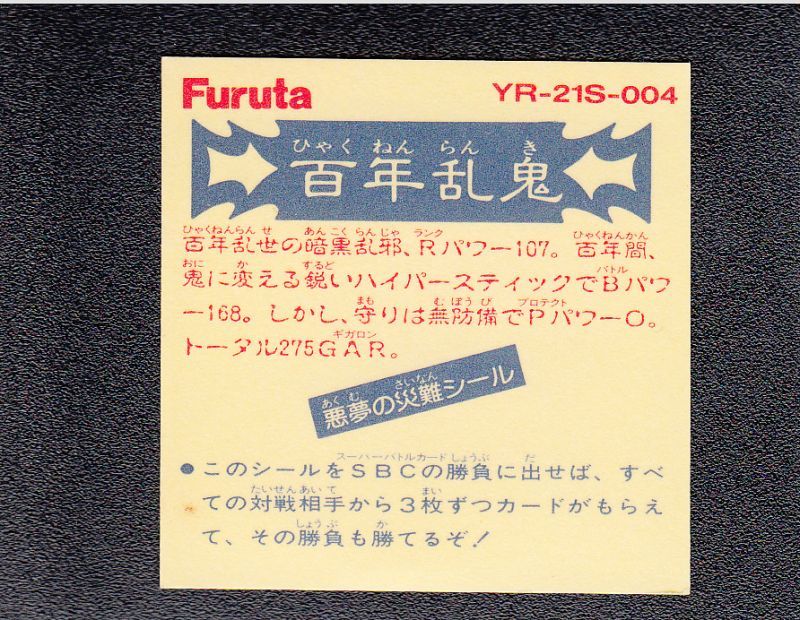 Furuta
YR-21S-004
ひゃく ねん らん き
百年乱鬼
ひゃくねんらん せ あん こく らん じゃ ランク
百年乱世の暗黒乱邪、Rパワー107。百年間、
ひゃくねんかん
おに か するど バトル
鬼に変える鋭いハイパースティックでBパワ
まも む ぼう び プロテクト
ー168。しかし、守りは無防備でPパワー0。
ギガロン
トータル275GAR。
あく む さいなん
悪夢の災難シール
スーパーバトルカード しょうぶ だ
●このシールをSBCの勝負に出せば、すべ
たいせん あい て まい
ての対戦相手から3枚ずつカードがもらえ
しょう ぶ か
て、その勝負も勝てるぞ!